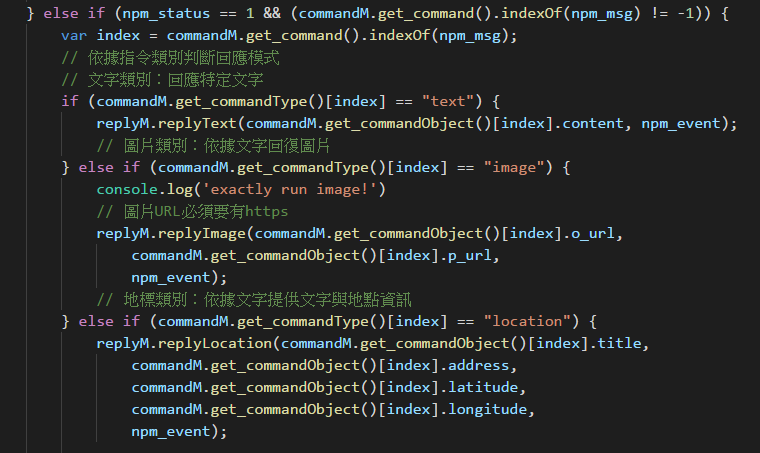 } else if (npm_status == 1 && (commandM.get_command().indexOf(npm_msg) != -1)) {
var index = commandM.get_command().indexOf(npm_msg);
// 依據指令類別判斷回應模式
// 文字類別：回應特定文字
if (commandM.get_commandType()[index] == "text") {
replyM.replyText(commandM.get_commandObject()[index].content, npm_event);
// 圖片類別：依據文字回復圖片
} else if (commandM.get_commandType()[index] == "image") {
console.log('exactly run image!')
// 圖片URL必須要有https
replyM.replyImage(commandM.get_commandObject()[index].o_url,
commandM.get_commandObject()[index].p_url,
npm_event);
// 地標類別：依據文字提供文字與地點資訊
} else if (commandM.get_commandType()[index] == "location") {
replyM.replyLocation(commandM.get_commandObject()[index].title,
commandM.get_commandObject()[index].address,
commandM.get_commandObject()[index].latitude,
commandM.get_commandObject()[index].longitude,
npm_event);